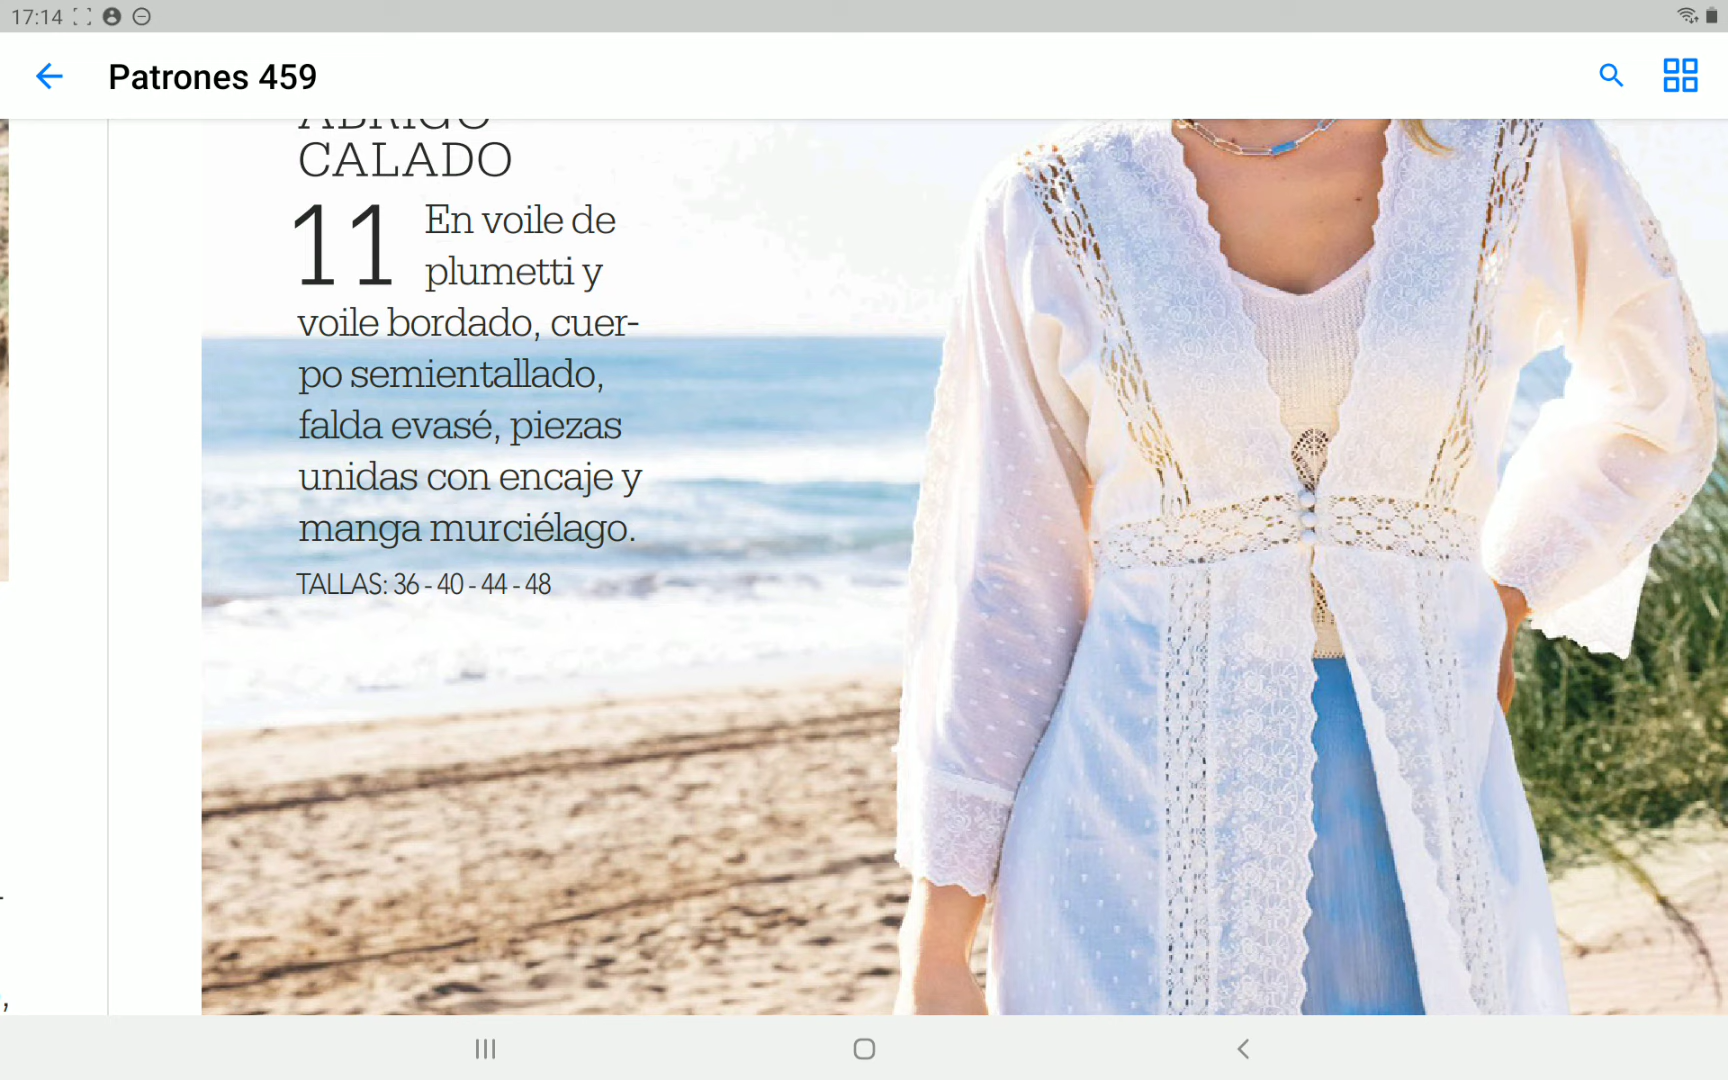 17:14
Patrones 459
ABRIGO
CALADO
11 En voile de
plumetti y
voile bordado, cuer-
po semientallado,
falda evasé, piezas
unidas con encaje y
manga murciélago.
TALLAS: 36 - 40 - 44 - 48